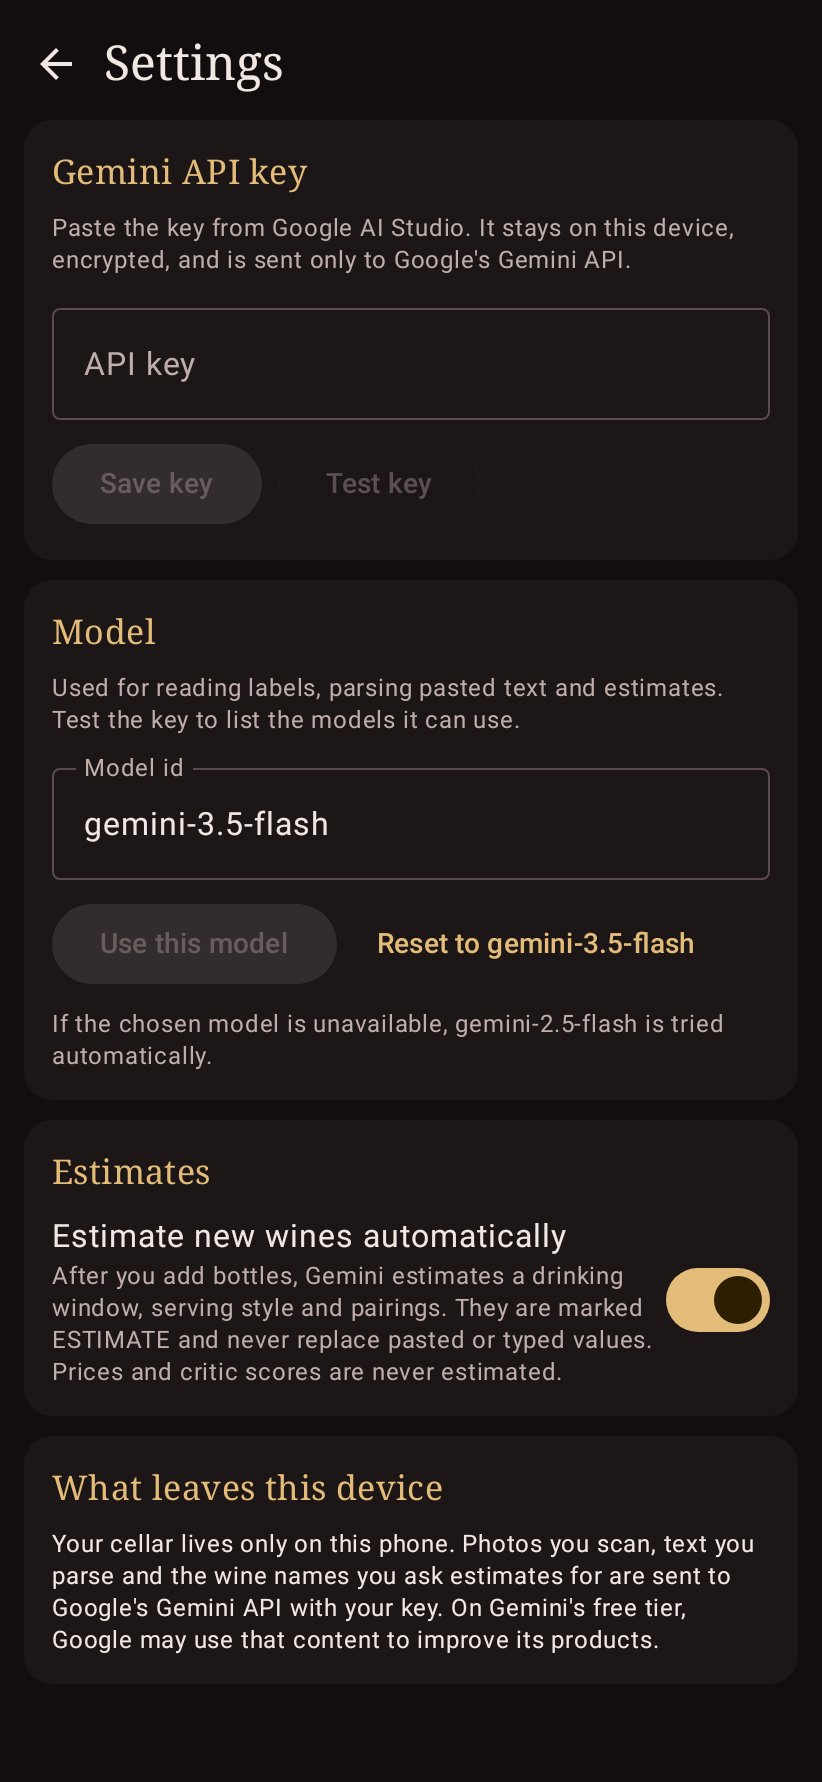 Settings
Gemini API key
Paste the key from Google AI Studio. It stays on this device,
encrypted, and is sent only to Google's Gemini API.
API key
Save key
Test key
Model
Used for reading labels, parsing pasted text and estimates.
Test the key to list the models it can use.
Model id
gemini-3.5-flash
Use this model
Reset to gemini-3.5-flash
If the chosen model is unavailable, gemini-2.5-flash is tried
automatically.
Estimates
Estimate new wines automatically
After you add bottles, Gemini estimates a drinking
window, serving style and pairings. They are marked
ESTIMATE and never replace pasted or typed values.
Prices and critic scores are never estimated.
What leaves this device
Your cellar lives only on this phone. Photos you scan, text you
parse and the wine names you ask estimates for are sent to
Google's Gemini API with your key. On Gemini's free tier,
Google may use that content to improve its products.